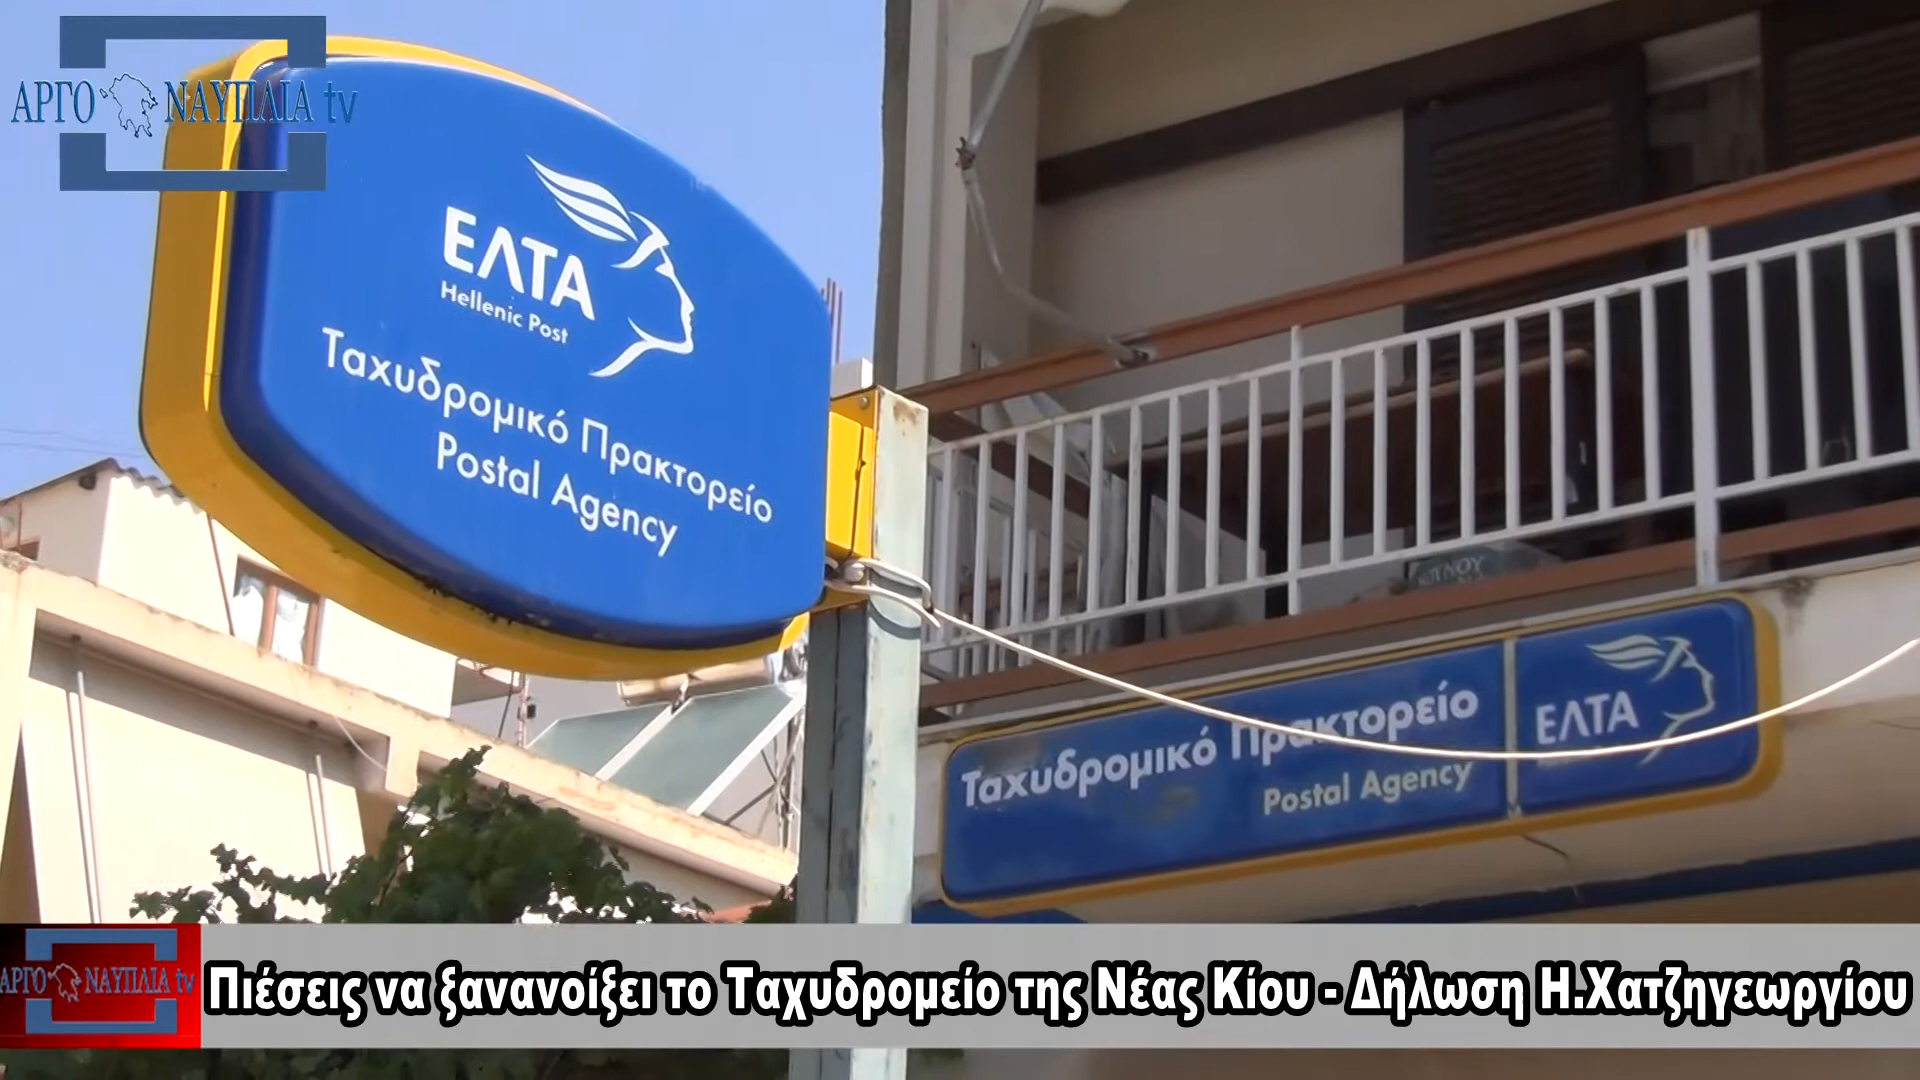 ΑΡΓΟ ΝΑΥΠΛΙΑ tv
ΕΛΤΑ
Hellenic Post
Ταχυδρομικό Πρακτορείο
Postal Agency
Ταχυδρομικό Πρακτορείο
Postal Agency
ΕΛΤΑ
ΑΡΓΟ ΝΑΥΠΛΙΑ tv
Πιέσεις να ξανανοίξει το Ταχυδρομείο της Νέας Κίου - Δήλωση Η.Χατζηγεωργίου